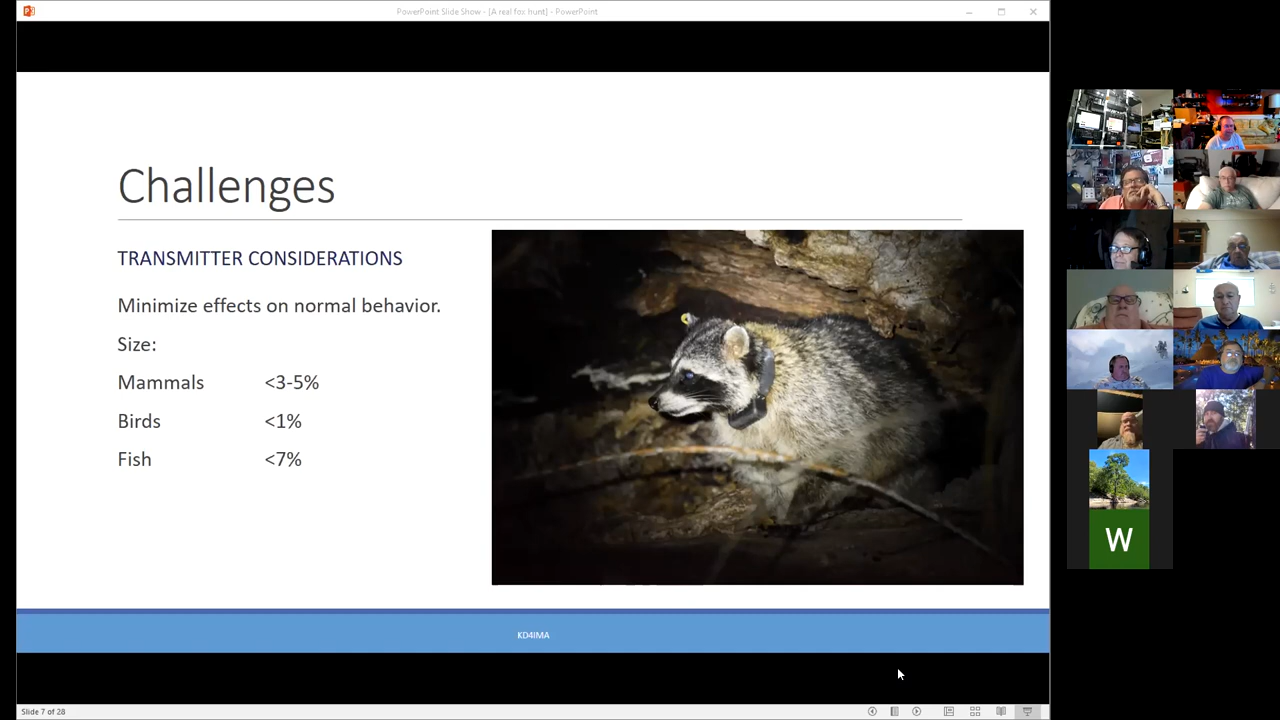 PowerPoint Slide Show - [A real fox hunt] - PowerPoint
Challenges
TRANSMITTER CONSIDERATIONS
Minimize effects on normal behavior.
Size:
Mammals <3-5%
Birds <1%
Fish <7%
KD4IMA
W
Slide 7 of 28